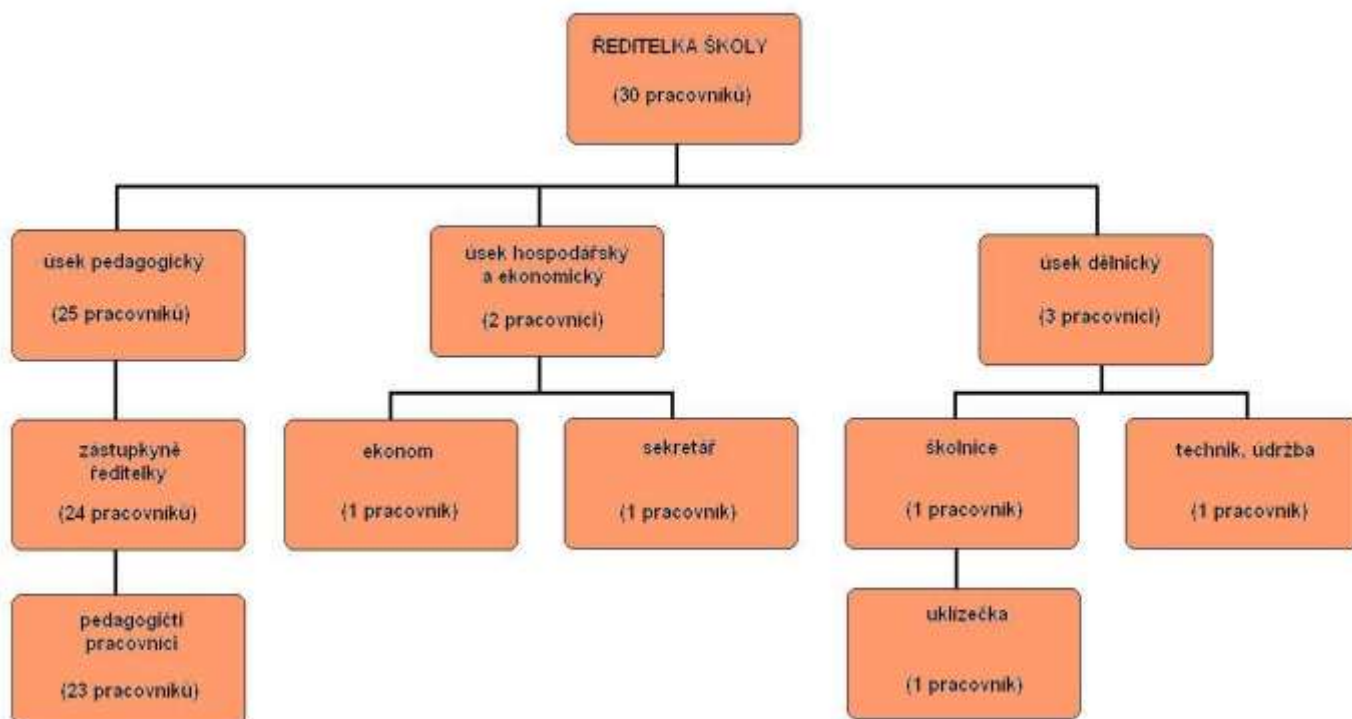 ŘEDITELKA ŠKOLY
(30 pracovníků)
úsek pedagogický
(25 pracovníků)
úsek hospodářský
a ekonomický
(2 pracovníci)
úsek dělnický
(3 pracovníci)
zástupkyně
ředitelky
(24 pracovníků)
ekonom
(1 pracovník)
sekretář
(1 pracovník)
školnice
(1 pracovník)
technik, údržba
(1 pracovník)
pedagogičtí
pracovníci
(23 pracovníků)
uklízečka
(1 pracovník)